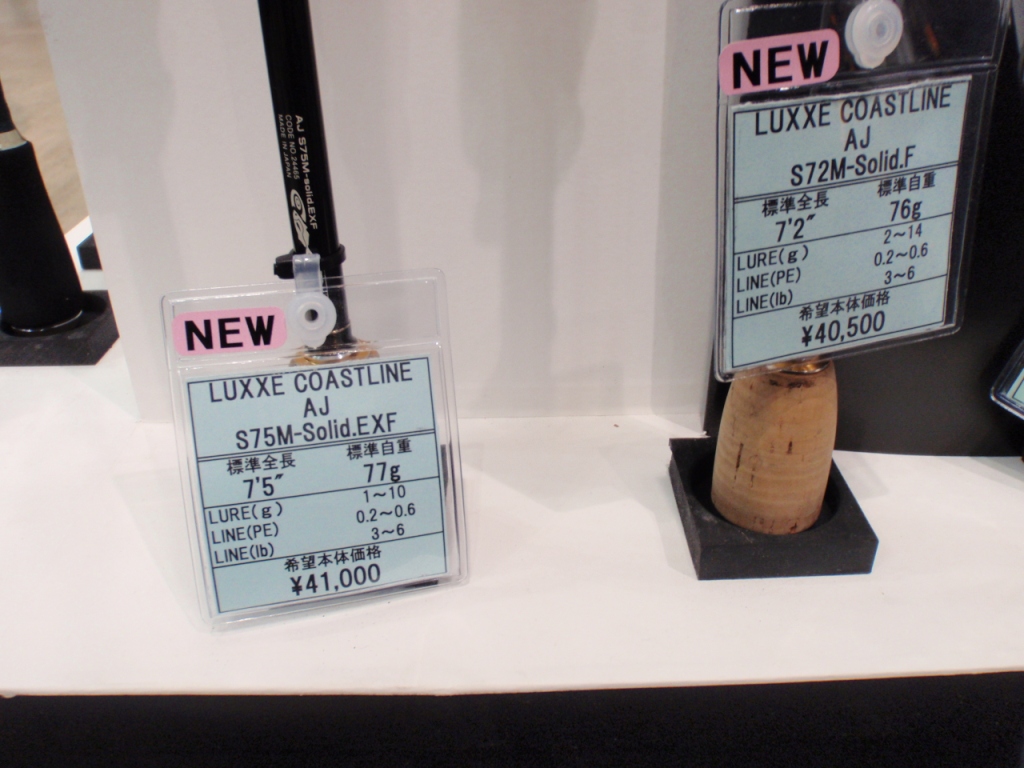 AJ S75M-solid.EXF
CODE NO.24465
MADE IN JAPAN
NEW
LUXXE COASTLINE
AJ
S75M-Solid.EXF
標準全長 標準自重
7'5" 77g
LURE(g) 1~10
LINE(PE) 0.2~0.6
LINE(lb) 3~6
希望本体価格
¥41,000
NEW
LUXXE COASTLINE
AJ
S72M-Solid.F
標準全長 標準自重
7'2" 76g
LURE(g) 2~14
LINE(PE) 0.2~0.6
LINE(lb) 3~6
希望本体価格
¥40,500